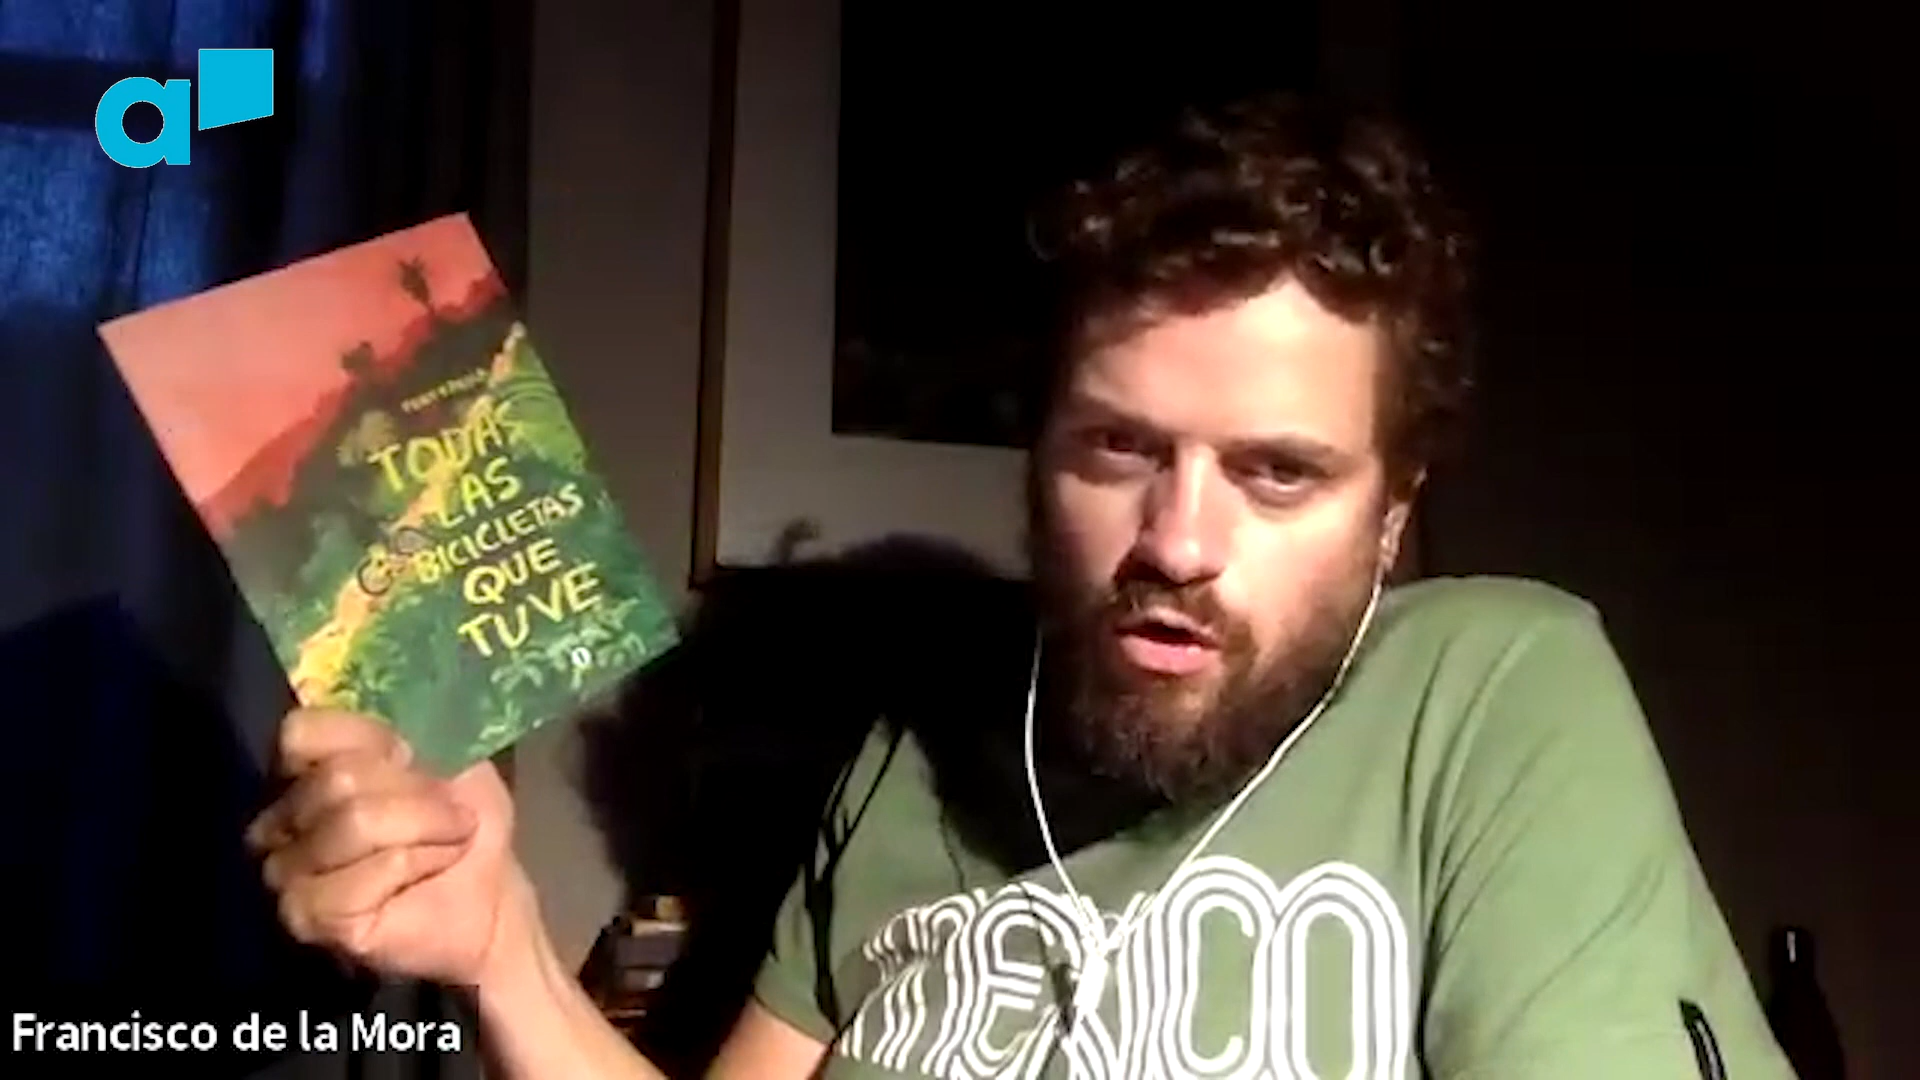 a
TODAS
LAS
BICICLETAS
QUE
TUVE
MEXICO
Francisco de la Mora